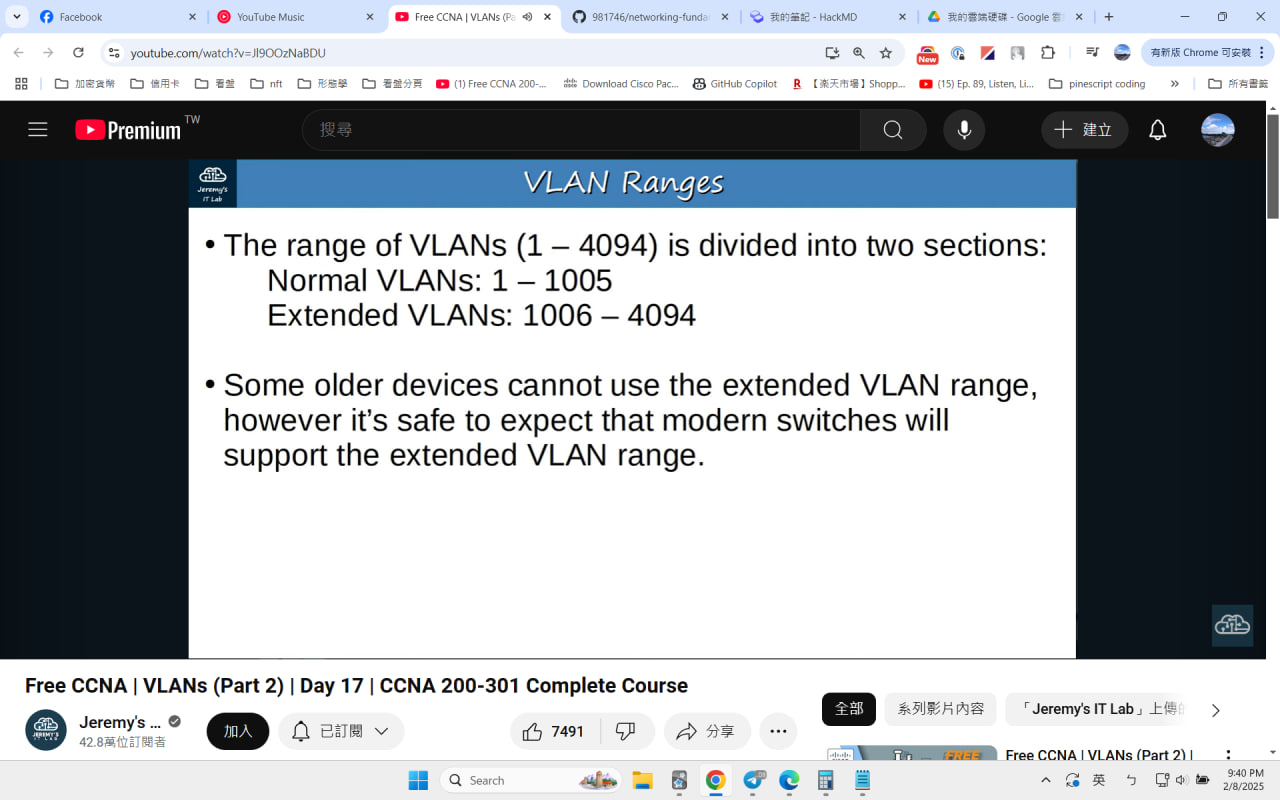 Facebook
YouTube Music
Free CCNA | VLANs (Pa
981746/networking-funda
我的筆記 - HackMD
我的雲端硬碟 - Google 雲
youtube.com/watch?v=Jl9OOzNaBDU
New
有新版 Chrome 可安裝
加密貨幣
信用卡
看盤
nft
形態學
看盤分頁
(1) Free CCNA 200-...
Download Cisco Pac...
GitHub Copilot
【楽天市場】Shopp...
(15) Ep. 89, Listen, Li...
pinescript coding
所有書籤
Premium TW
搜尋
建立
Jeremy's
IT Lab
VLAN Ranges
• The range of VLANs (1 – 4094) is divided into two sections:
Normal VLANs: 1 – 1005
Extended VLANs: 1006 – 4094
• Some older devices cannot use the extended VLAN range,
however it's safe to expect that modern switches will
support the extended VLAN range.
Free CCNA | VLANs (Part 2) | Day 17 | CCNA 200-301 Complete Course
JEREMY'S
IT LAB
Jeremy's ...
42.8萬位訂閱者
加入
已訂閱
7491
分享
全部
系列影片內容
「Jeremy's IT Lab」上傳的
FREE
Free CCNA | VLANs (Part 2) |
Search
英
ㄅ
9:40 PM
2/8/2025